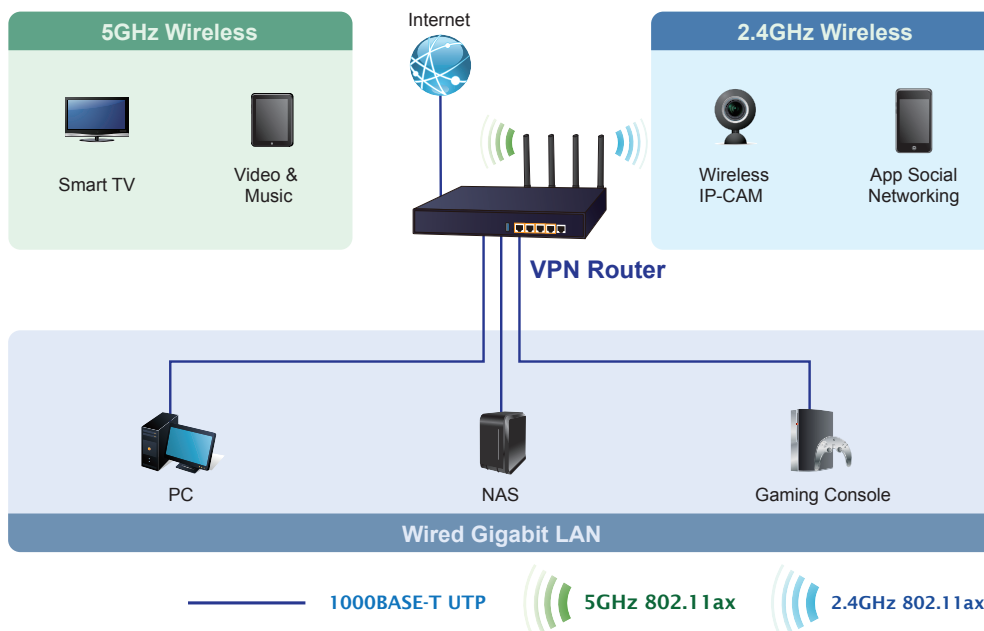 Internet
5GHz Wireless
Smart TV
Video &
Music
2.4GHz Wireless
Wireless
IP-CAM
App Social
Networking
VPN Router
PC
NAS
Gaming Console
Wired Gigabit LAN
1000BASE-T UTP
5GHz 802.11ax
2.4GHz 802.11ax